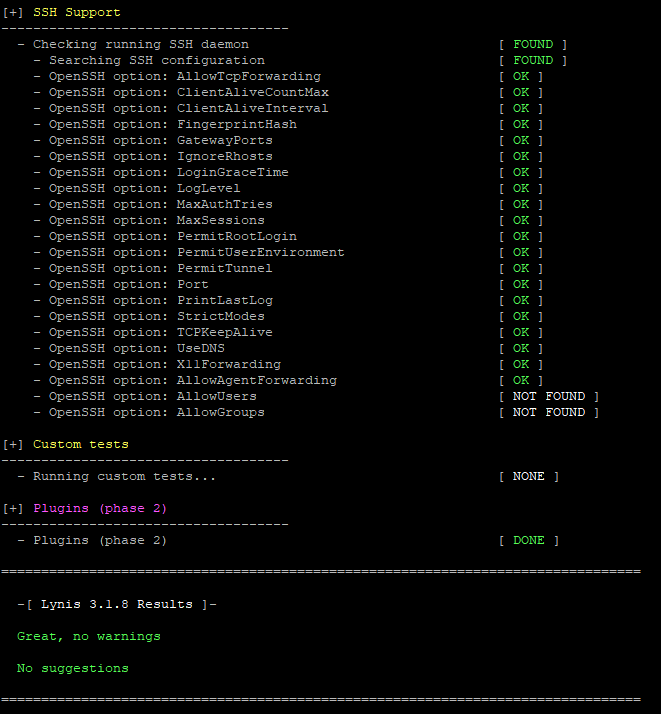 [+] SSH Support
------------------------------------
- Checking running SSH daemon [ FOUND ]
- Searching SSH configuration [ FOUND ]
- OpenSSH option: AllowTcpForwarding [ OK ]
- OpenSSH option: ClientAliveCountMax [ OK ]
- OpenSSH option: ClientAliveInterval [ OK ]
- OpenSSH option: FingerprintHash [ OK ]
- OpenSSH option: GatewayPorts [ OK ]
- OpenSSH option: IgnoreRhosts [ OK ]
- OpenSSH option: LoginGraceTime [ OK ]
- OpenSSH option: LogLevel [ OK ]
- OpenSSH option: MaxAuthTries [ OK ]
- OpenSSH option: MaxSessions [ OK ]
- OpenSSH option: PermitRootLogin [ OK ]
- OpenSSH option: PermitUserEnvironment [ OK ]
- OpenSSH option: PermitTunnel [ OK ]
- OpenSSH option: Port [ OK ]
- OpenSSH option: PrintLastLog [ OK ]
- OpenSSH option: StrictModes [ OK ]
- OpenSSH option: TCPKeepAlive [ OK ]
- OpenSSH option: UseDNS [ OK ]
- OpenSSH option: X11Forwarding [ OK ]
- OpenSSH option: AllowAgentForwarding [ OK ]
- OpenSSH option: AllowUsers [ NOT FOUND ]
- OpenSSH option: AllowGroups [ NOT FOUND ]
[+] Custom tests
------------------------------------
- Running custom tests... [ NONE ]
[+] Plugins (phase 2)
------------------------------------
- Plugins (phase 2) [ DONE ]
================================================================================
-[ Lynis 3.1.8 Results ]-
Great, no warnings
No suggestions
================================================================================